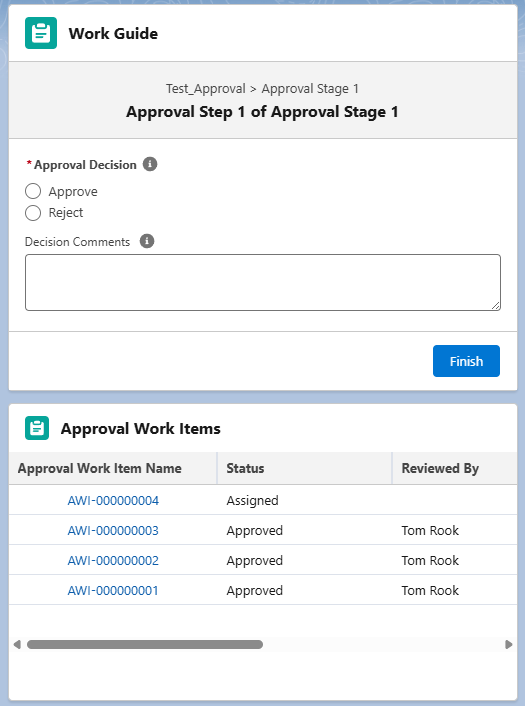 Work Guide
Test_Approval > Approval Stage 1
Approval Step 1 of Approval Stage 1
* Approval Decision
Approve
Reject
Decision Comments
Finish
Approval Work Items
Approval Work Item Name Status Reviewed By
AWI-000000004 Assigned
AWI-000000003 Approved Tom Rook
AWI-000000002 Approved Tom Rook
AWI-000000001 Approved Tom Rook